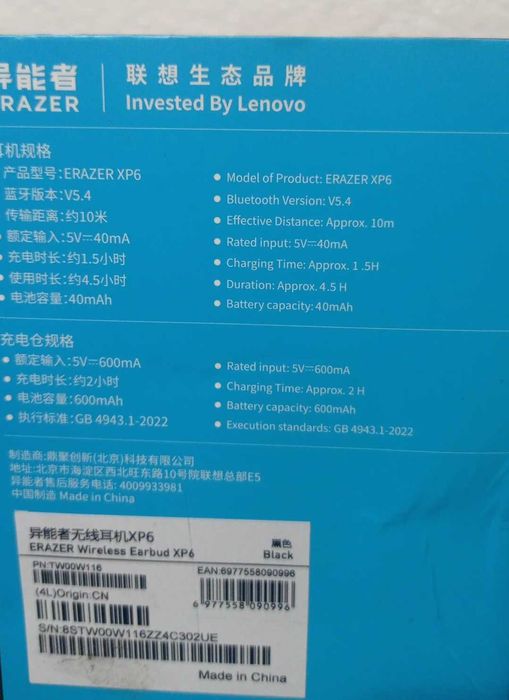 异能者 联想生态品牌
ERAZER Invested By Lenovo
耳机规格
产品型号:ERAZER XP6
蓝牙版本:V5.4
传输距离:约10米
额定输入:5V⎓40mA
充电时长:约1.5小时
使用时长:约4.5小时
电池容量:40mAh
Model of Product: ERAZER XP6
Bluetooth Version: V5.4
Effective Distance: Approx. 10m
Rated input: 5V⎓40mA
Charging Time: Approx. 1.5H
Duration: Approx. 4.5 H
Battery capacity: 40mAh
充电仓规格
额定输入:5V⎓600mA
充电时长:约2小时
电池容量:600mAh
执行标准: GB 4943.1-2022
Rated input: 5V⎓600mA
Charging Time: Approx. 2 H
Battery capacity: 600mAh
Execution standards: GB 4943.1-2022
制造商:鼎聚创新(北京)科技有限公司
地址:北京市海淀区西北旺东路10号院联想总部E5
异能者售后服务电话: 4009933981
中国制造 Made in China
异能者无线耳机XP6 黑色
ERAZER Wireless Earbud XP6 Black
PN:TW00W116 EAN:6977558090996
(4L)Origin:CN
6 977558 090996
S/N:8STW00W116ZZ4C302UE
Made in China